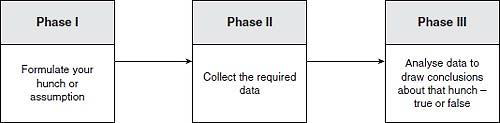 Phase I
Formulate your
hunch or
assumption
Phase II
Collect the required
data
Phase III
Analyse data to
draw conclusions
about that hunch –
true or false